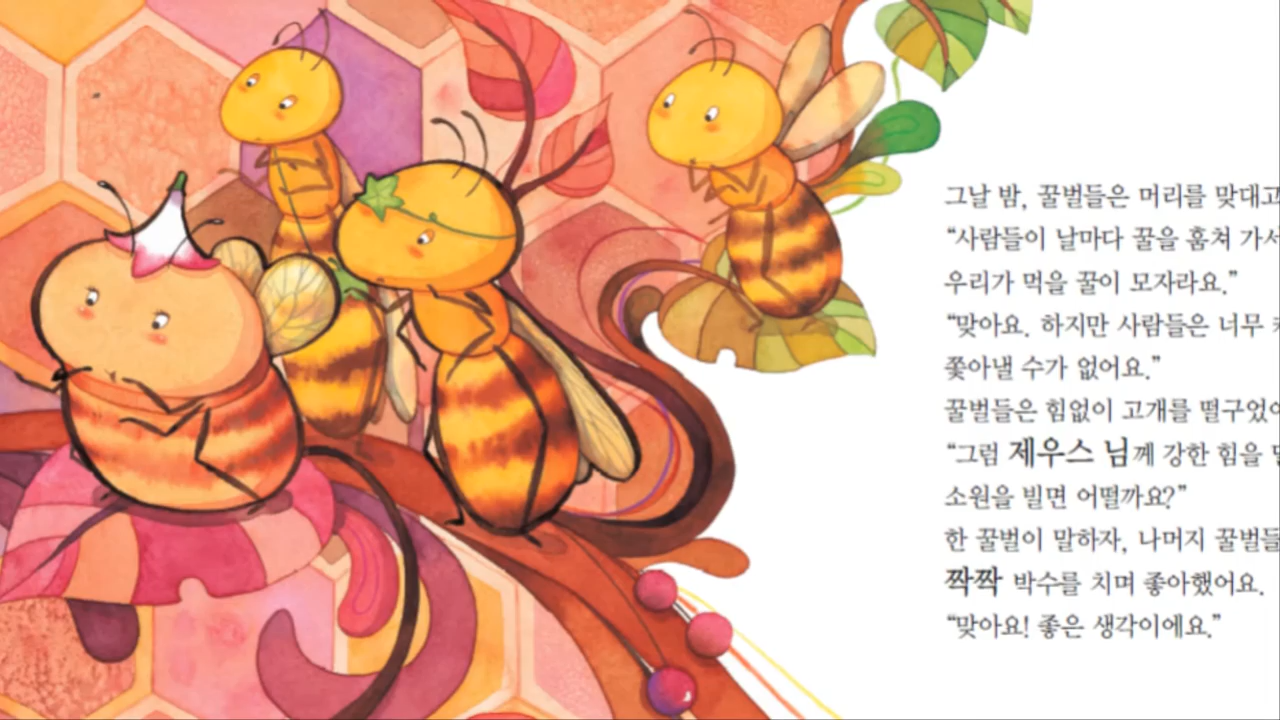 그날 밤, 꿀벌들은 머리를 맞대고
“사람들이 날마다 꿀을 훔쳐 가서
우리가 먹을 꿀이 모자라요.”
“맞아요. 하지만 사람들은 너무
쫓아낼 수가 없어요.”
꿀벌들은 힘없이 고개를
“그럼 제우스 님께 강한 힘을
소원을 빌면 어떨까요?”
한 꿀벌이 말하자, 나머지
짝짝 박수를 치며 좋아했어요.
“맞아요! 좋은 생각이에요.”